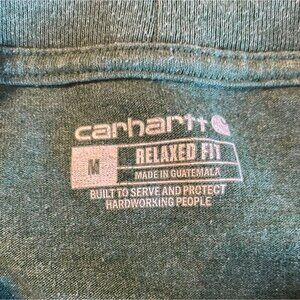 carhartt
M RELAXED FIT
MADE IN GUATEMALA
BUILT TO SERVE AND PROTECT
HARDWORKING PEOPLE